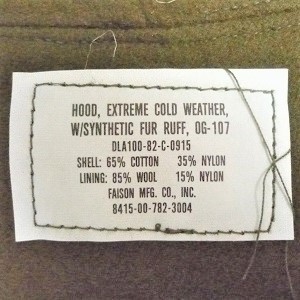 HOOD, EXTREME COLD WEATHER,
W/SYNTHETIC FUR RUFF, OG-107
DLA100-82-C-0915
SHELL: 65% COTTON 35% NYLON
LINING: 85% WOOL 15% NYLON
FAISON MFG. CO., INC.
8415-00-782-3004